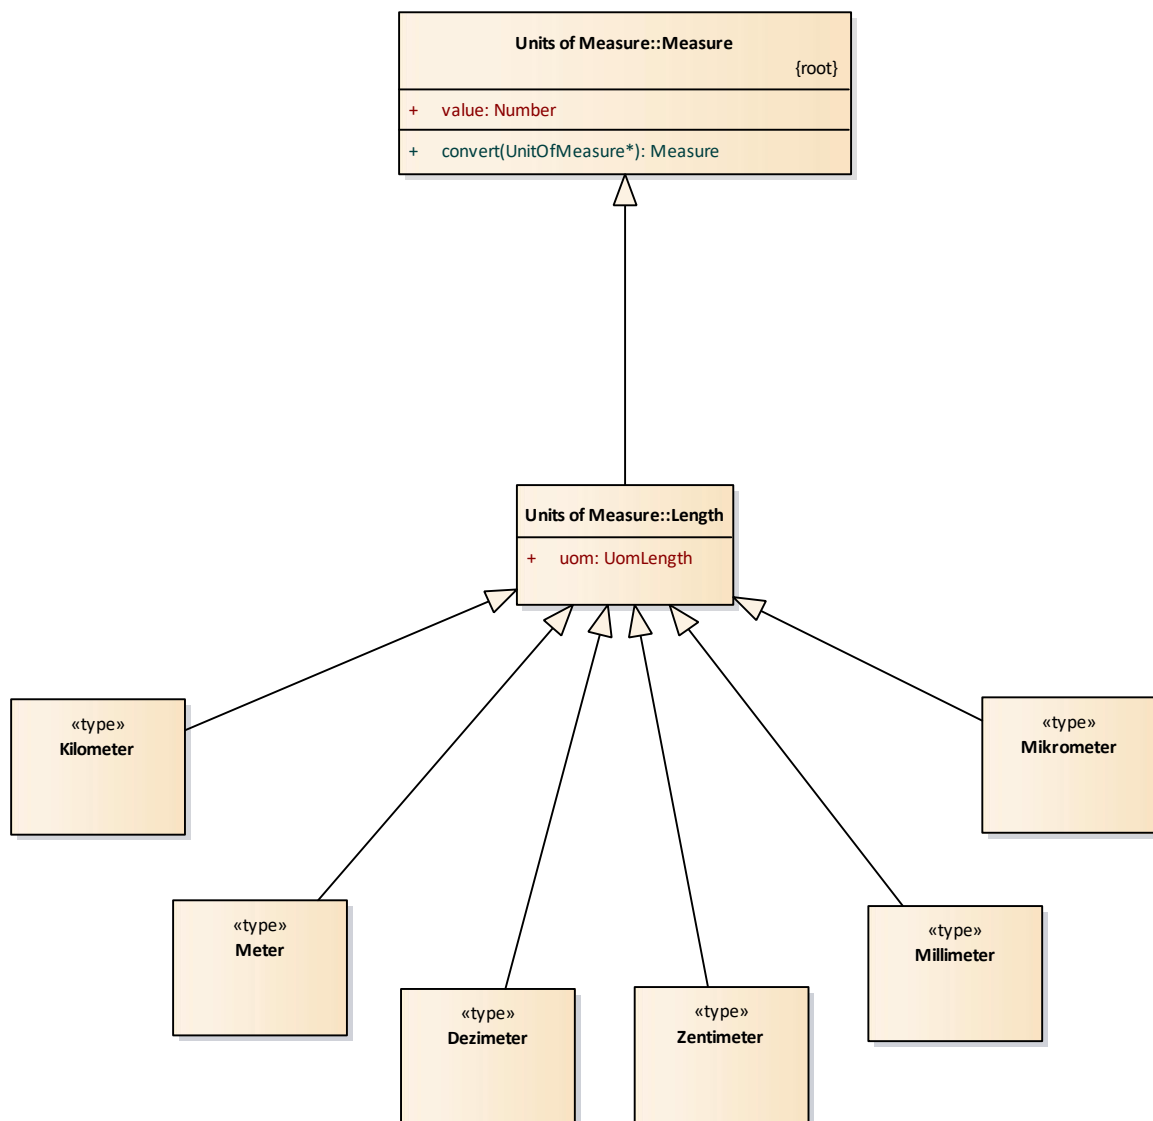 Units of Measure::Measure
{root}
+ value: Number
+ convert(UnitOfMeasure*): Measure
Units of Measure::Length
+ uom: UomLength
«type»
Kilometer
«type»
Mikrometer
«type»
Meter
«type»
Millimeter
«type»
Dezimeter
«type»
Zentimeter